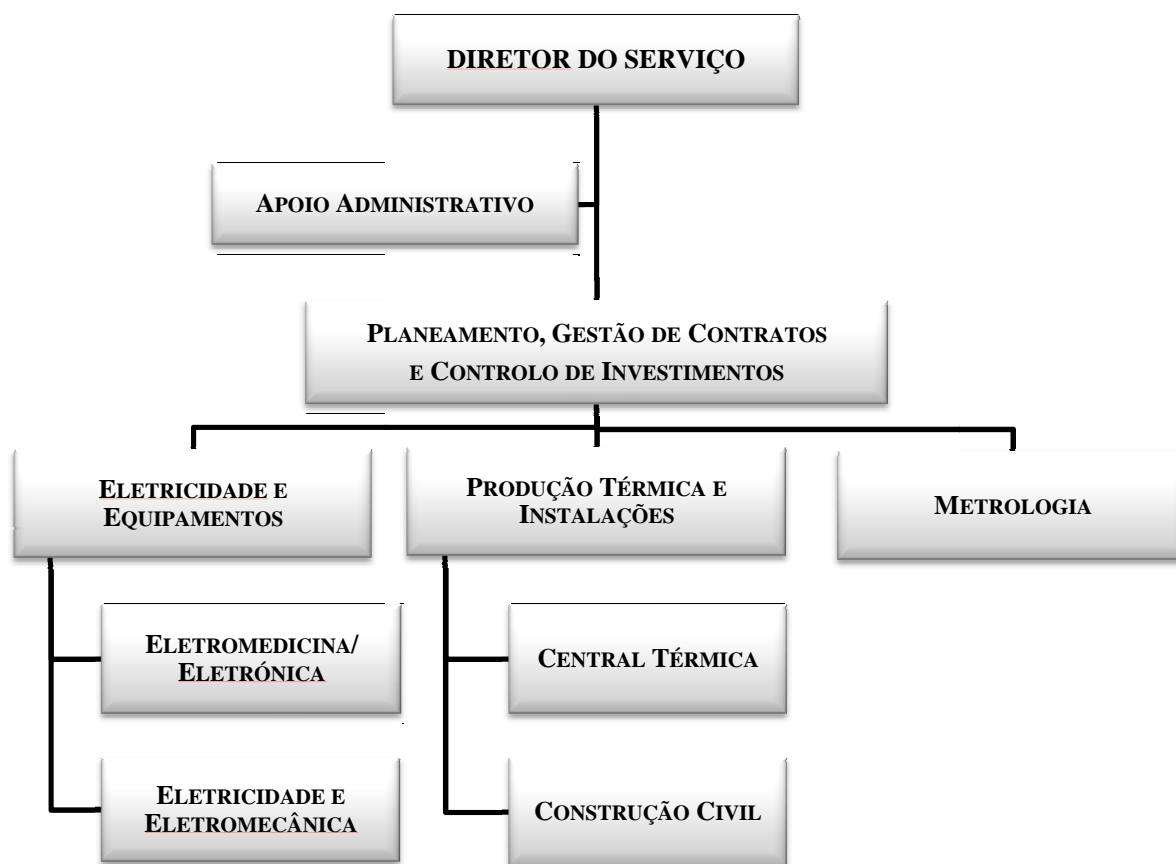 DIRETOR DO SERVIÇO
APOIO ADMINISTRATIVO
PLANEAMENTO, GESTÃO DE CONTRATOS
E CONTROLO DE INVESTIMENTOS
ELETRICIDADE E
EQUIPAMENTOS
PRODUÇÃO TÉRMICA E
INSTALAÇÕES
METROLOGIA
ELETROMEDICINA/
ELETRÓNICA
CENTRAL TÉRMICA
ELETRICIDADE E
ELETROMECÂNICA
CONSTRUÇÃO CIVIL